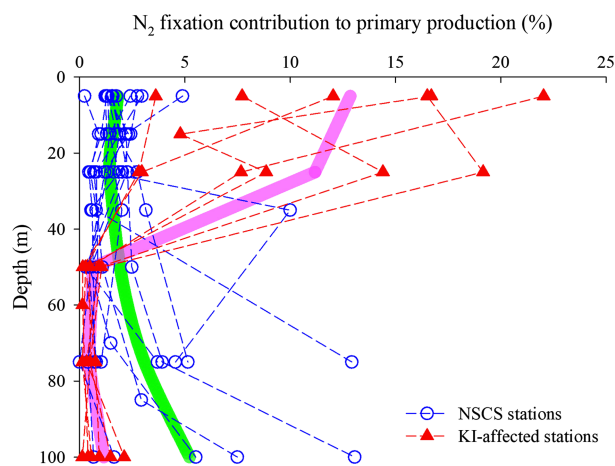 N₂ fixation contribution to primary production (%)
0 5 10 15 20 25
Depth (m)
0
20
40
60
80
100
NSCS stations
KI-affected stations